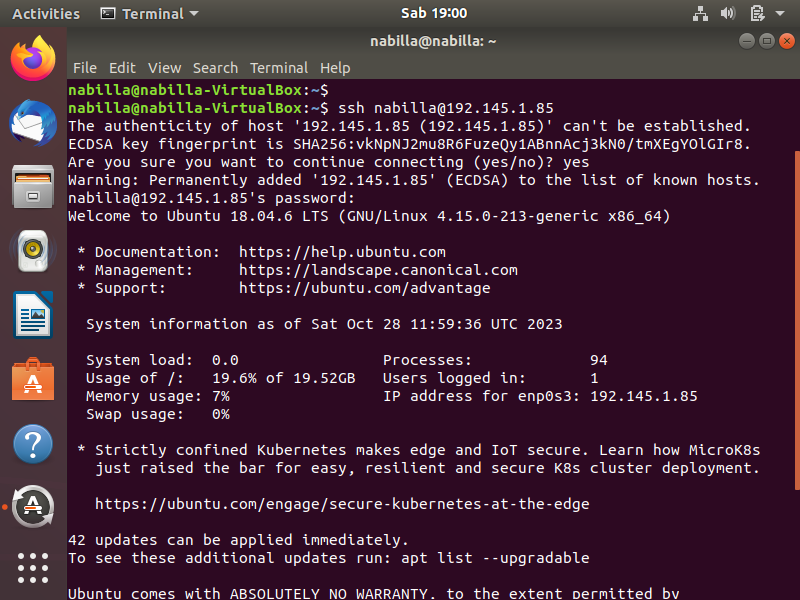 Activities Terminal Sab 19:00
nabilla@nabilla: ~
File Edit View Search Terminal Help
nabilla@nabilla-VirtualBox:~$
nabilla@nabilla-VirtualBox:~$ ssh nabilla@192.145.1.85
The authenticity of host '192.145.1.85 (192.145.1.85)' can't be established.
ECDSA key fingerprint is SHA256:vkNpNJ2mu8R6FuzeQy1ABnnAcj3kN0/tmXEgYOlGIr8.
Are you sure you want to continue connecting (yes/no)? yes
Warning: Permanently added '192.145.1.85' (ECDSA) to the list of known hosts.
nabilla@192.145.1.85's password:
Welcome to Ubuntu 18.04.6 LTS (GNU/Linux 4.15.0-213-generic x86_64)
* Documentation: https://help.ubuntu.com
* Management: https://landscape.canonical.com
* Support: https://ubuntu.com/advantage
System information as of Sat Oct 28 11:59:36 UTC 2023
System load: 0.0 Processes: 94
Usage of /: 19.6% of 19.52GB Users logged in: 1
Memory usage: 7% IP address for enp0s3: 192.145.1.85
Swap usage: 0%
* Strictly confined Kubernetes makes edge and IoT secure. Learn how MicroK8s
just raised the bar for easy, resilient and secure K8s cluster deployment.
https://ubuntu.com/engage/secure-kubernetes-at-the-edge
42 updates can be applied immediately.
To see these additional updates run: apt list --upgradable
Ubuntu comes with ABSOLUTELY NO WARRANTY, to the extent permitted by